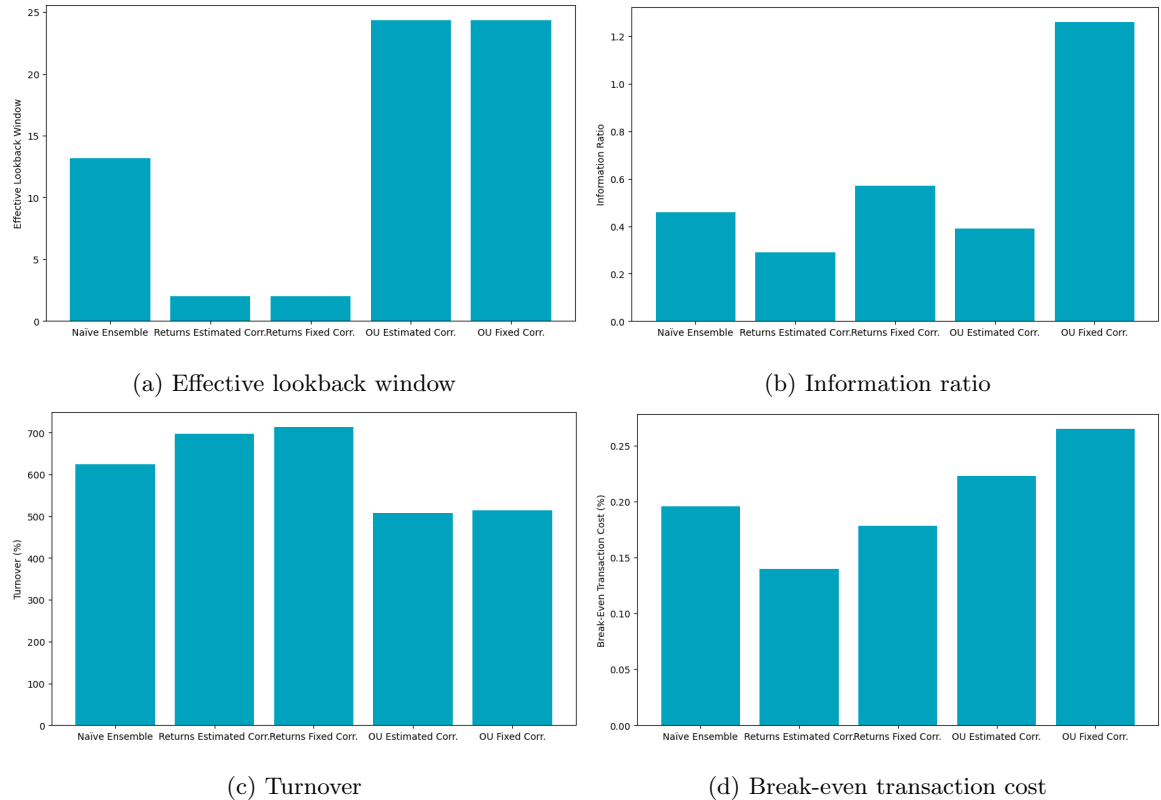 25
20
15
10
5
0
Effective Lookback Window
Naïve Ensemble Returns Estimated Corr. Returns Fixed Corr. OU Estimated Corr. OU Fixed Corr.
(a) Effective lookback window
1.2
1.0
0.8
0.6
0.4
0.2
0.0
Information Ratio
Naïve Ensemble Returns Estimated Corr. Returns Fixed Corr. OU Estimated Corr. OU Fixed Corr.
(b) Information ratio
700
600
500
400
300
200
100
0
Turnover (%)
Naïve Ensemble Returns Estimated Corr. Returns Fixed Corr. OU Estimated Corr. OU Fixed Corr.
(c) Turnover
0.25
0.20
0.15
0.10
0.05
0.00
Break-Even Transaction Cost (%)
Naïve Ensemble Returns Estimated Corr. Returns Fixed Corr. OU Estimated Corr. OU Fixed Corr.
(d) Break-even transaction cost